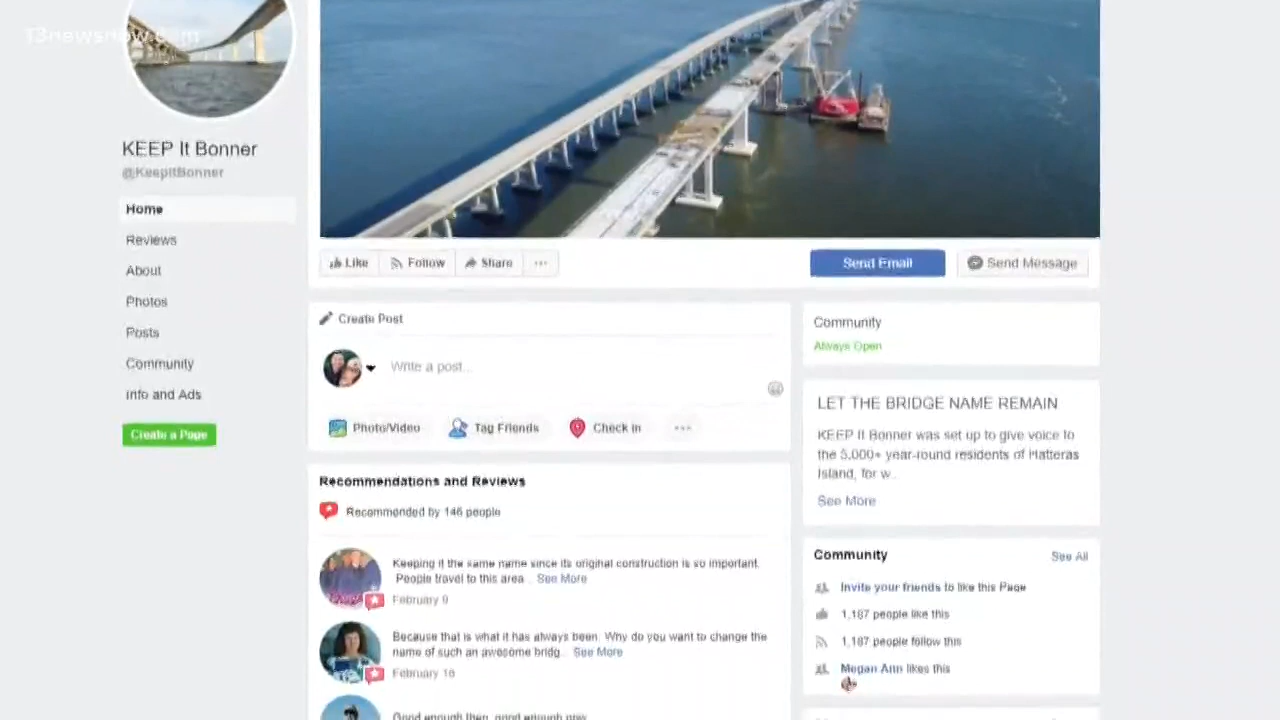 13newsnow.com
KEEP It Bonner
@KeepItBonner
Home
Reviews
About
Photos
Posts
Community
Info and Ads
Create a Page
Like
Follow
Share
...
Send Email
Send Message
Create Post
Write a post...
Photo/Video
Tag Friends
Check in
...
Recommendations and Reviews
Recommended by 146 people
Keeping it the same name since its original construction is so important.
People travel to this area... See More
February 9
Because that is what it has always been. Why do you want to change the
name of such an awesome bridg... See More
February 16
Good enough then, good enough now
Community
Always Open
LET THE BRIDGE NAME REMAIN
KEEP It Bonner was set up to give voice to
the 5,000+ year-round residents of Hatteras
Island, for w...
See More
Community
See All
Invite your friends to like this Page
1,187 people like this
1,187 people follow this
Megan Ann likes this